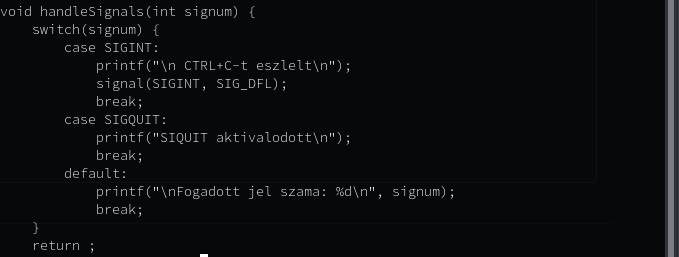 void handleSignals(int signum) {
    switch(signum) {
        case SIGINT:
            printf("\n CTRL+C-t eszlelt\n");
            signal(SIGINT, SIG_DFL);
            break;
        case SIGQUIT:
            printf("SIQUIT aktivalodott\n");
            break;
        default:
            printf("\nFogadott jel szama: %d\n", signum);
            break;
    }
    return ;